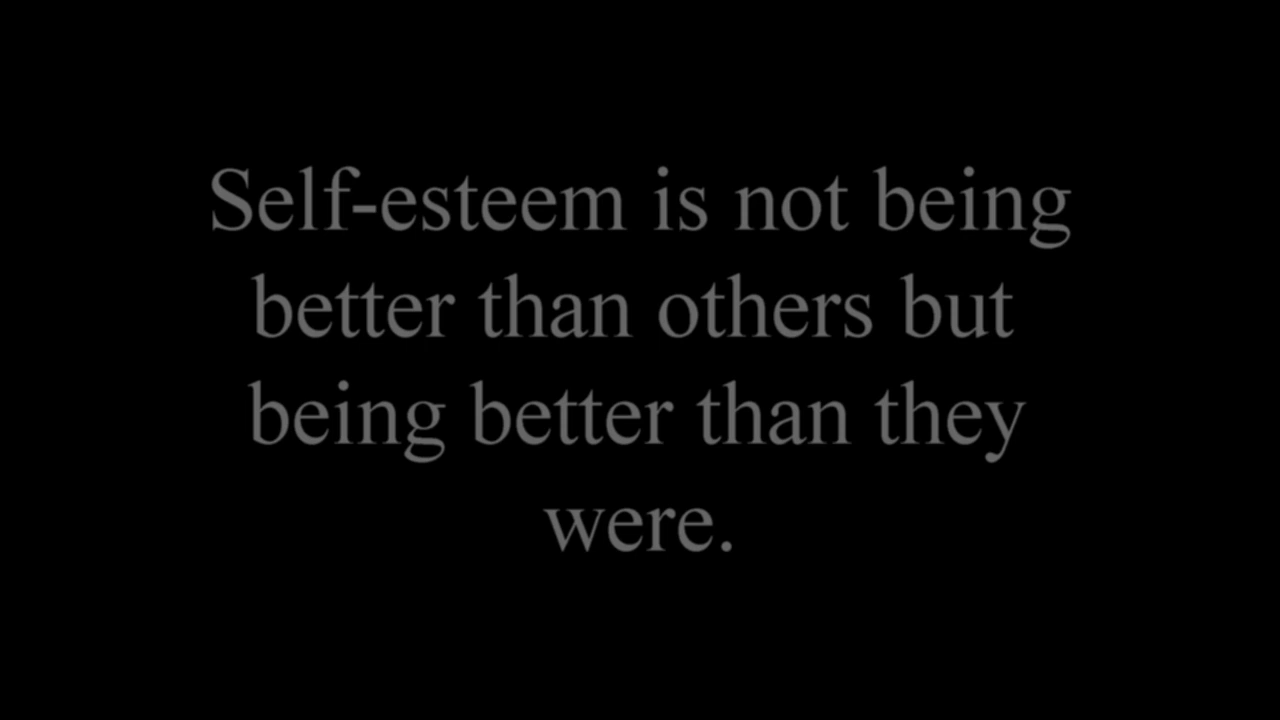 Self-esteem is not being
better than others but
being better than they
were.